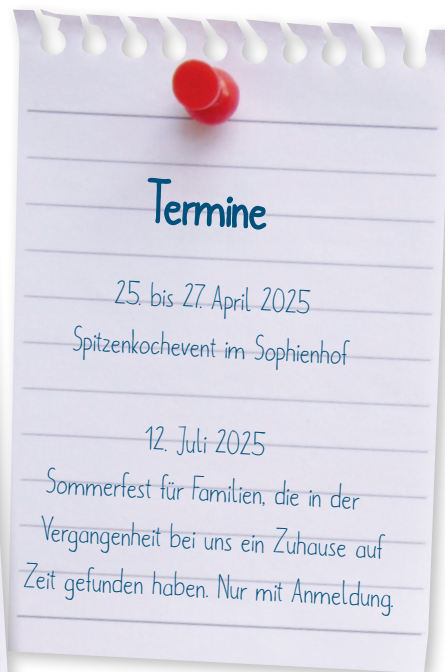 Termine
25. bis 27. April 2025
Spitzenkochevent im Sophienhof
12. Juli 2025
Sommerfest für Familien, die in der
Vergangenheit bei uns ein Zuhause auf
Zeit gefunden haben. Nur mit Anmeldung.